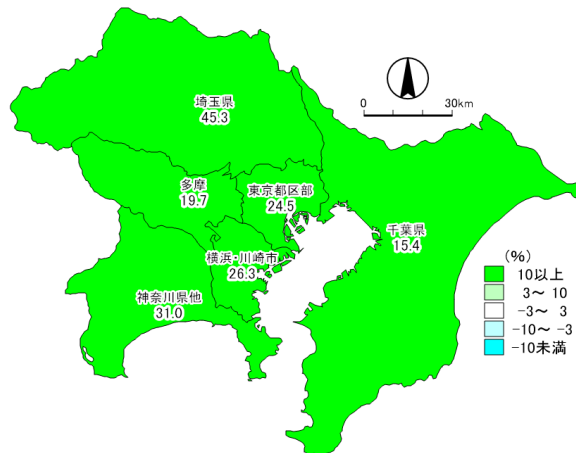 埼玉県
45.3
0 30km
多摩
19.7
東京都区部
24.5
千葉県
15.4
横浜・川崎市
26.3
神奈川県他
31.0
(%)
10以上
3～ 10
-3～ 3
-10～ -3
-10未満